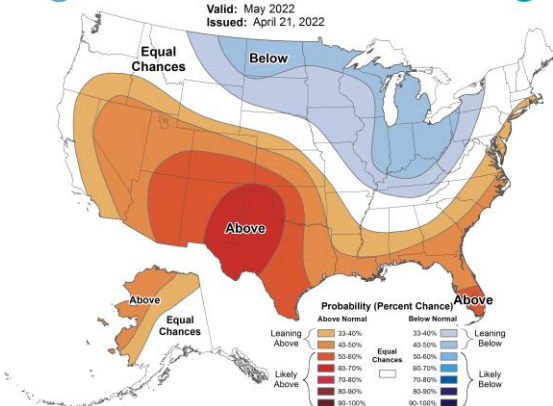 Valid: May 2022
Issued: April 21, 2022
Equal
Chances
Below
Above
Above
Above
Equal
Chances
Probability (Percent Chance)
Above Normal
Below Normal
Leaning
Above
Likely
Above
33-40%
40-50%
50-60%
60-70%
70-80%
80-90%
90-100%
Equal
Chances
33-40%
40-50%
50-60%
60-70%
70-80%
80-90%
90-100%
Leaning
Below
Likely
Below